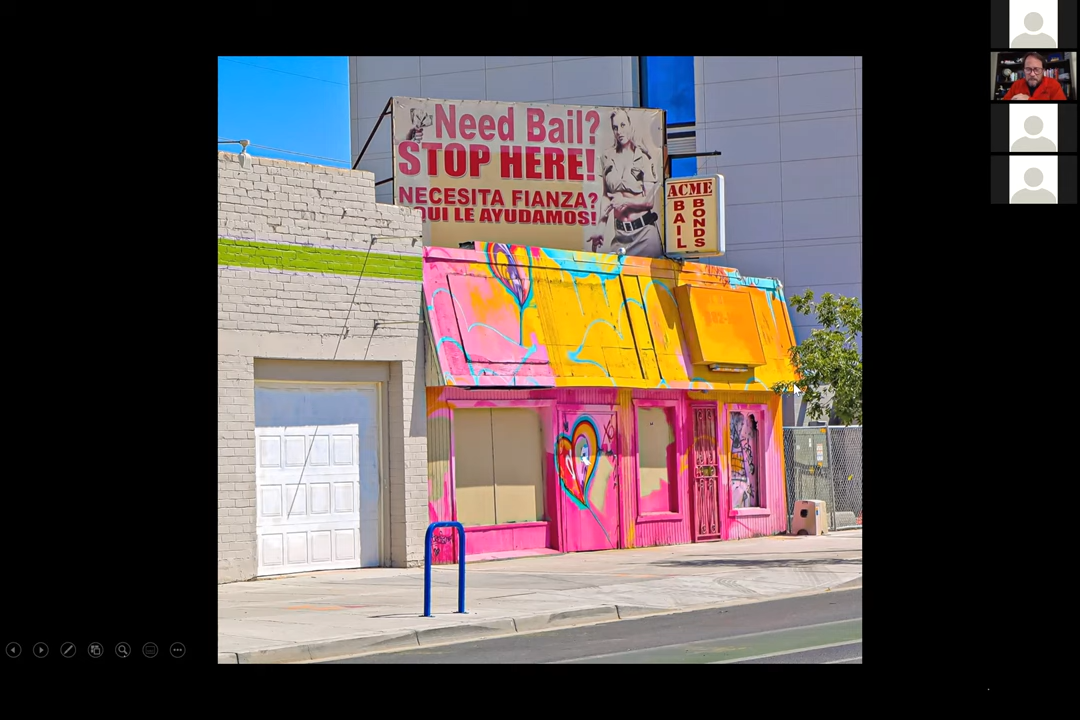 Need Bail?
STOP HERE!
NECESITA FIANZA?
QUI LE AYUDAMOS!
ACME
BAIL
BONDS